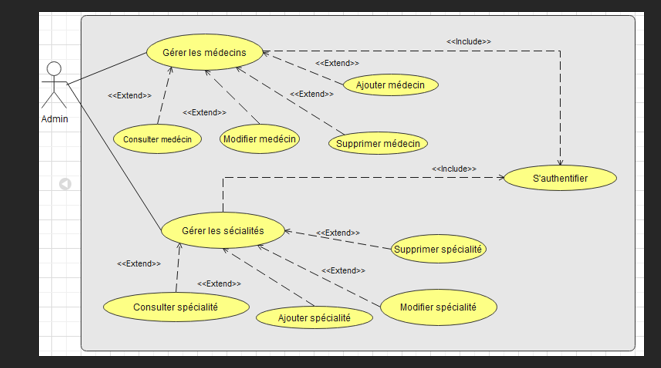 <<Include>>
Gérer les médecins
<<Extend>>
Ajouter médecin
<<Extend>>
<<Extend>>
<<Extend>>
Admin
Consulter medécin
Modifier medécin
Supprimer médecin
<<Include>>
S'authentifier
Gérer les sécialités
<<Extend>>
Supprimer spécialité
<<Extend>>
<<Extend>>
<<Extend>>
Consulter spécialité
Ajouter spécialité
Modifier spécialité